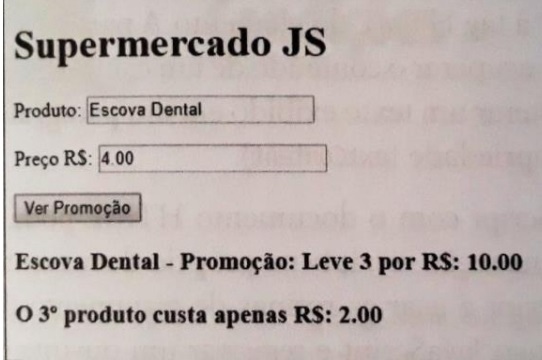 Supermercado JS
Produto: Escova Dental
Preço R$: 4.00
Ver Promoção
Escova Dental - Promoção: Leve 3 por R$: 10.00
O 3º produto custa apenas R$: 2.00